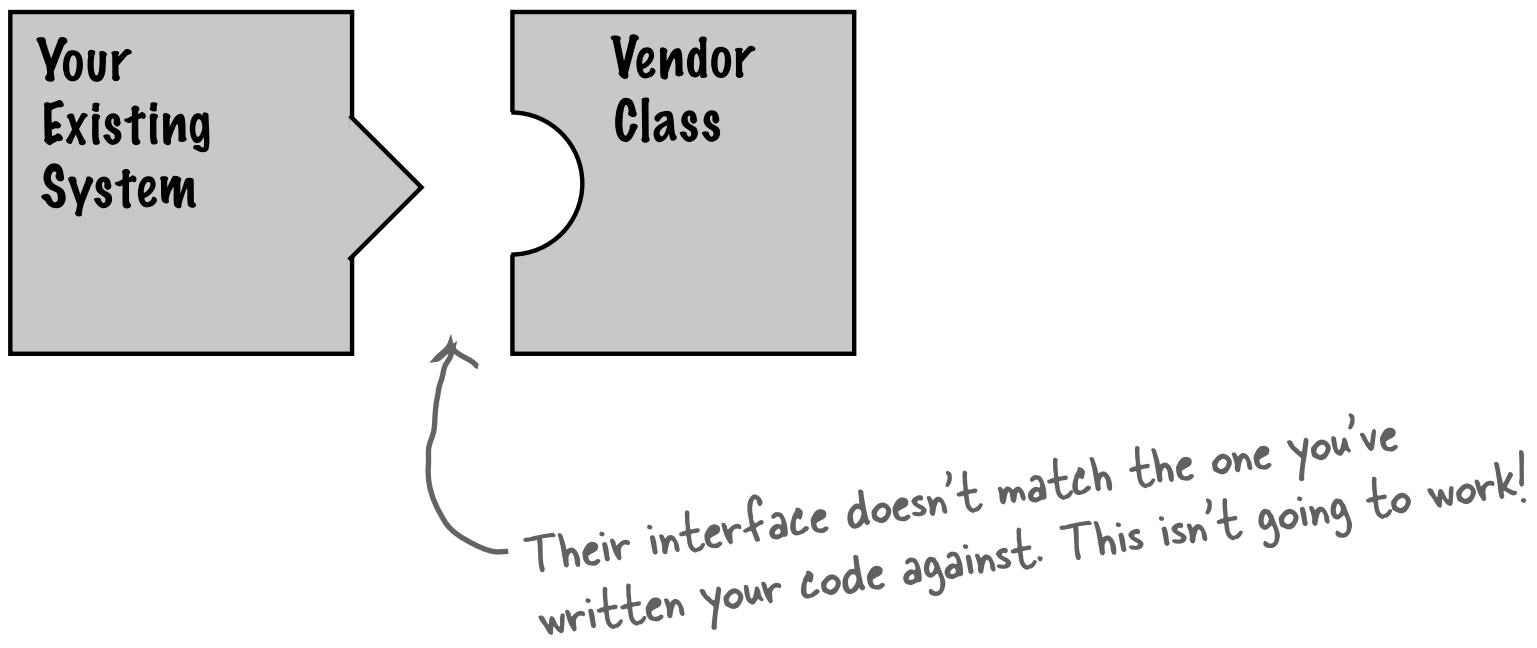 Your
Existing
System
Vendor
Class
Their interface doesn't match the one you've
written your code against. This isn't going to work!